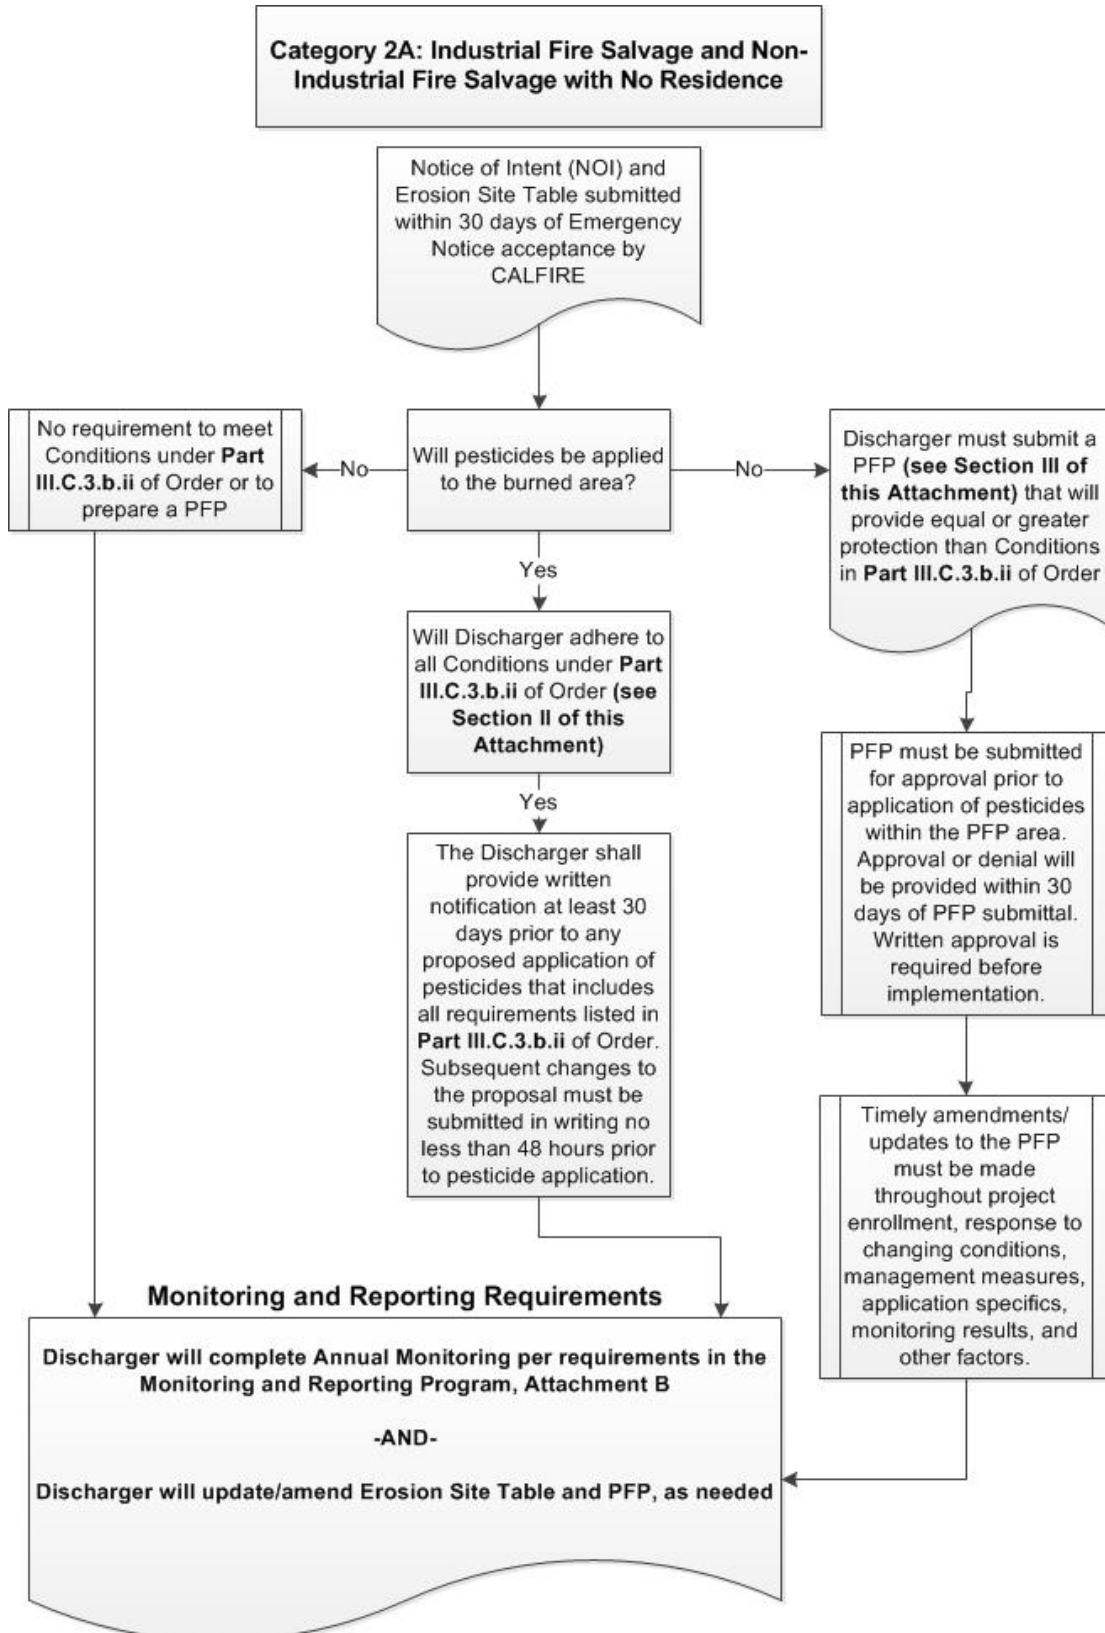 Category 2A: Industrial Fire Salvage and Non-
Industrial Fire Salvage with No Residence
Notice of Intent (NOI) and
Erosion Site Table submitted
within 30 days of Emergency
Notice acceptance by
CALFIRE
No requirement to meet
Conditions under Part
III.C.3.b.ii of Order or to
prepare a PFP
No
Will pesticides be applied
to the burned area?
No
Discharger must submit a
PFP (see Section III of
this Attachment) that will
provide equal or greater
protection than Conditions
in Part III.C.3.b.ii of Order
Yes
Will Discharger adhere to
all Conditions under Part
III.C.3.b.ii of Order (see
Section II of this
Attachment)
Yes
The Discharger shall
provide written
notification at least 30
days prior to any
proposed application of
pesticides that includes
all requirements listed in
Part III.C.3.b.ii of Order.
Subsequent changes to
the proposal must be
submitted in writing no
less than 48 hours prior
to pesticide application.
PFP must be submitted
for approval prior to
application of pesticides
within the PFP area.
Approval or denial will
be provided within 30
days of PFP submittal.
Written approval is
required before
implementation.
Timely amendments/
updates to the PFP
must be made
throughout project
enrollment, response to
changing conditions,
management measures,
application specifics,
monitoring results, and
other factors.
Monitoring and Reporting Requirements
Discharger will complete Annual Monitoring per requirements in the
Monitoring and Reporting Program, Attachment B
-AND-
Discharger will update/amend Erosion Site Table and PFP, as needed